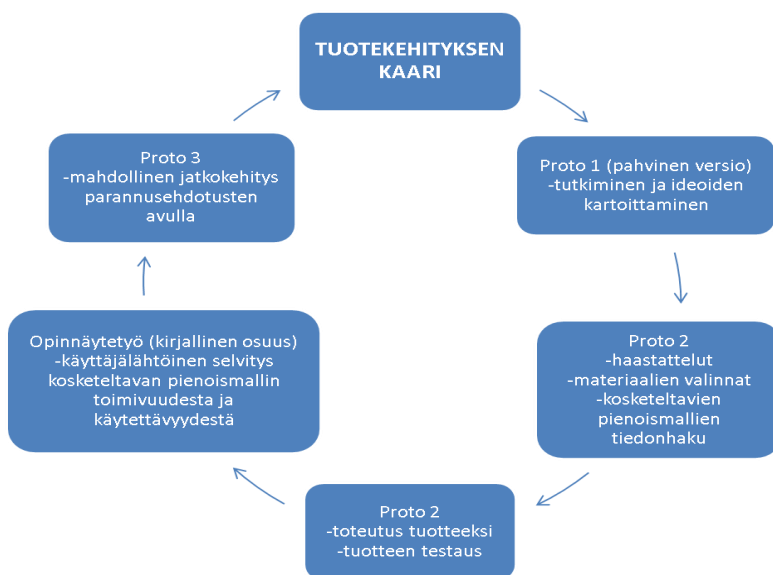 TUOTEKEHITYKSEN
KAARI
Proto 1 (pahvinen versio)
-tutkiminen ja ideoiden
kartoittaminen
Proto 2
-haastattelut
-materiaalien valinnat
-kosketeltavien
pienoismallien
tiedonhaku
Proto 2
-toteutus tuotteeksi
-tuotteen testaus
Opinnäytetyö (kirjallinen osuus)
-käyttäjälähtöinen selvitys
kosketeltavan pienoismallin
toimivuudesta ja
käytettävyydestä
Proto 3
-mahdollinen jatkokehitys
parannusehdotusten
avulla